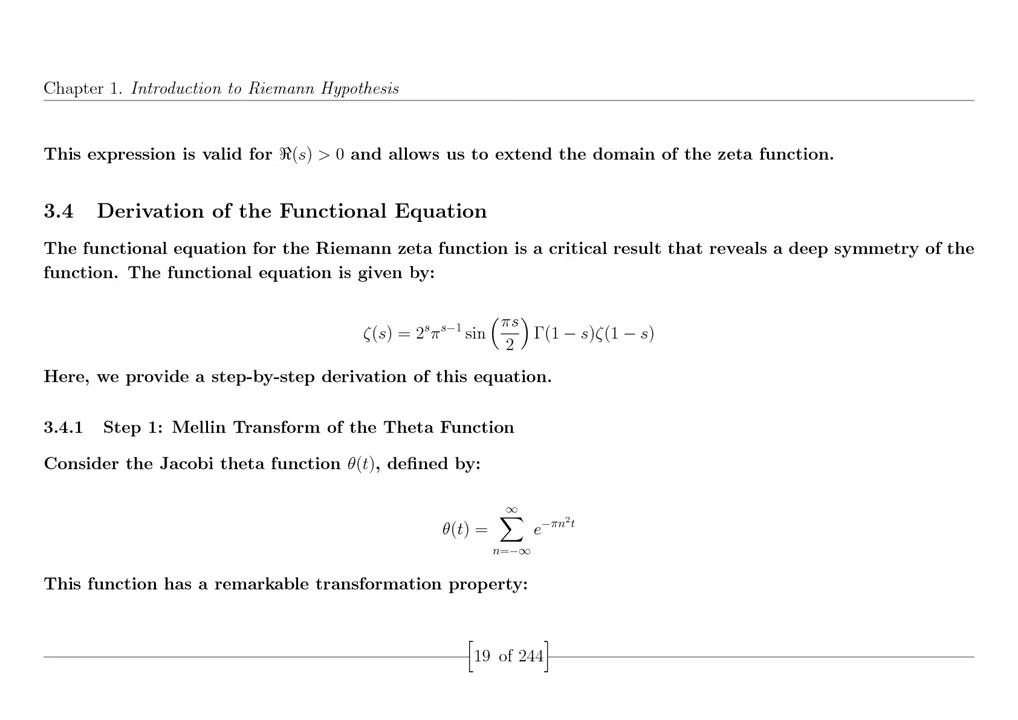 Chapter 1. Introduction to Riemann Hypothesis
This expression is valid for ℜ(s) > 0 and allows us to extend the domain of the zeta function.
3.4 Derivation of the Functional Equation
The functional equation for the Riemann zeta function is a critical result that reveals a deep symmetry of the
function. The functional equation is given by:
ζ(s) = 2^s π^{s−1} sin (πs/2) Γ(1 − s)ζ(1 − s)
Here, we provide a step-by-step derivation of this equation.
3.4.1 Step 1: Mellin Transform of the Theta Function
Consider the Jacobi theta function θ(t), defined by:
θ(t) = ∑_{n=−∞}^{∞} e^{−πn²t}
This function has a remarkable transformation property:
[19 of 244]